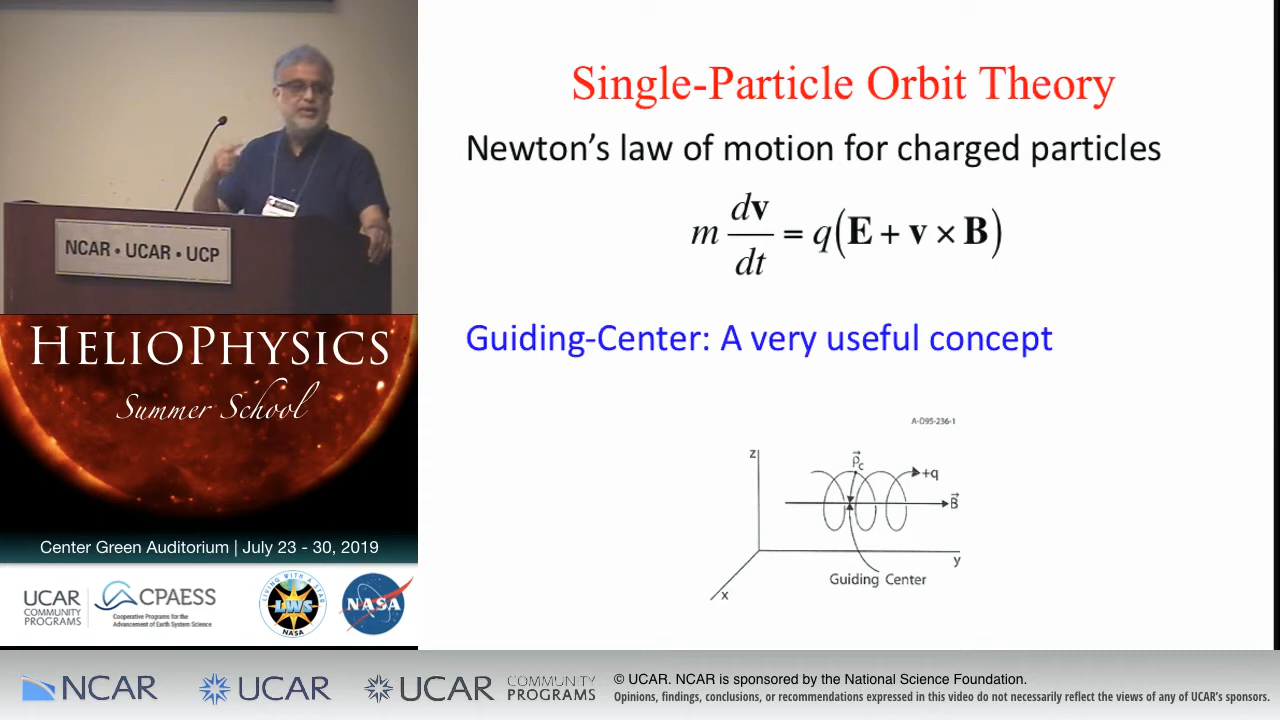 Single-Particle Orbit Theory
Newton's law of motion for charged particles
m dv/dt = q(E + v × B)
Guiding-Center: A very useful concept
A-D95-236-1
z
ρ⃗c
+q
B⃗
y
Guiding Center
x
NCAR • UCAR • UCP
HELIOPHYSICS
Summer School
Center Green Auditorium | July 23 - 30, 2019
UCAR
COMMUNITY
PROGRAMS
CPAESS
Cooperative Programs for the
Advancement of Earth System Science
LIVING WITH A STAR
LWS
NASA
NASA
NCAR
UCAR
UCAR
COMMUNITY
PROGRAMS
© UCAR. NCAR is sponsored by the National Science Foundation.
Opinions, findings, conclusions, or recommendations expressed in this video do not necessarily reflect the views of any of UCAR's sponsors.